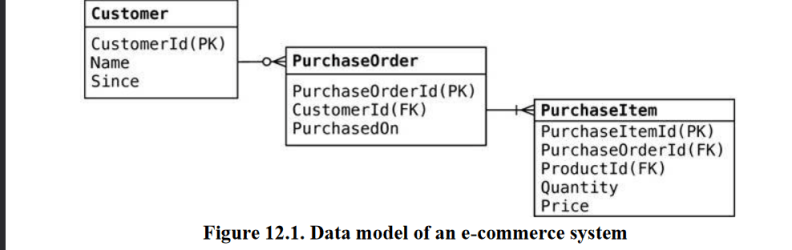 Customer
CustomerId(PK)
Name
Since
PurchaseOrder
PurchaseOrderId(PK)
CustomerId(FK)
PurchasedOn
PurchaseItem
PurchaseItemId(PK)
PurchaseOrderId(FK)
ProductId(FK)
Quantity
Price
Figure 12.1. Data model of an e-commerce system